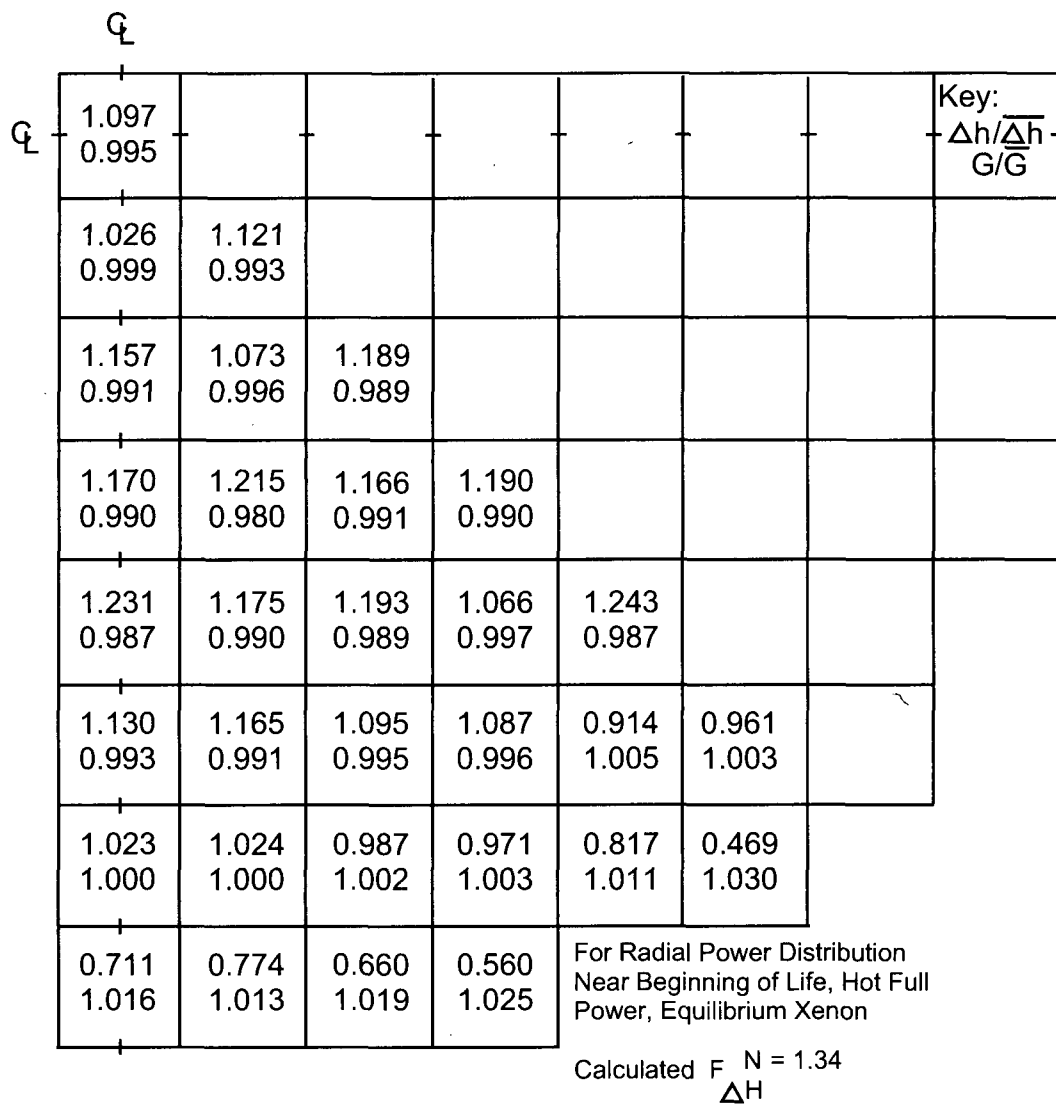 ℄
℄
1.097
0.995
Key:
Δh/Δh̅
G/G̅
1.026 1.121
0.999 0.993
1.157 1.073 1.189
0.991 0.996 0.989
1.170 1.215 1.166 1.190
0.990 0.980 0.991 0.990
1.231 1.175 1.193 1.066 1.243
0.987 0.990 0.989 0.997 0.987
1.130 1.165 1.095 1.087 0.914 0.961
0.993 0.991 0.995 0.996 1.005 1.003
1.023 1.024 0.987 0.971 0.817 0.469
1.000 1.000 1.002 1.003 1.011 1.030
0.711 0.774 0.660 0.560
1.016 1.013 1.019 1.025
For Radial Power Distribution
Near Beginning of Life, Hot Full
Power, Equilibrium Xenon
Calculated F N = 1.34
ΔH